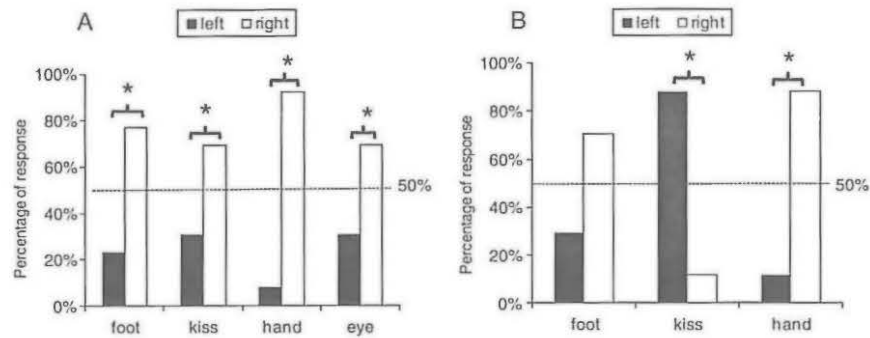 A
left right
Percentage of response
100%
80%
60%
40%
20%
0%
*
*
*
*
50%
foot kiss hand eye
B
left right
Percentage of response
100%
80%
60%
40%
20%
0%
*
*
50%
foot kiss hand